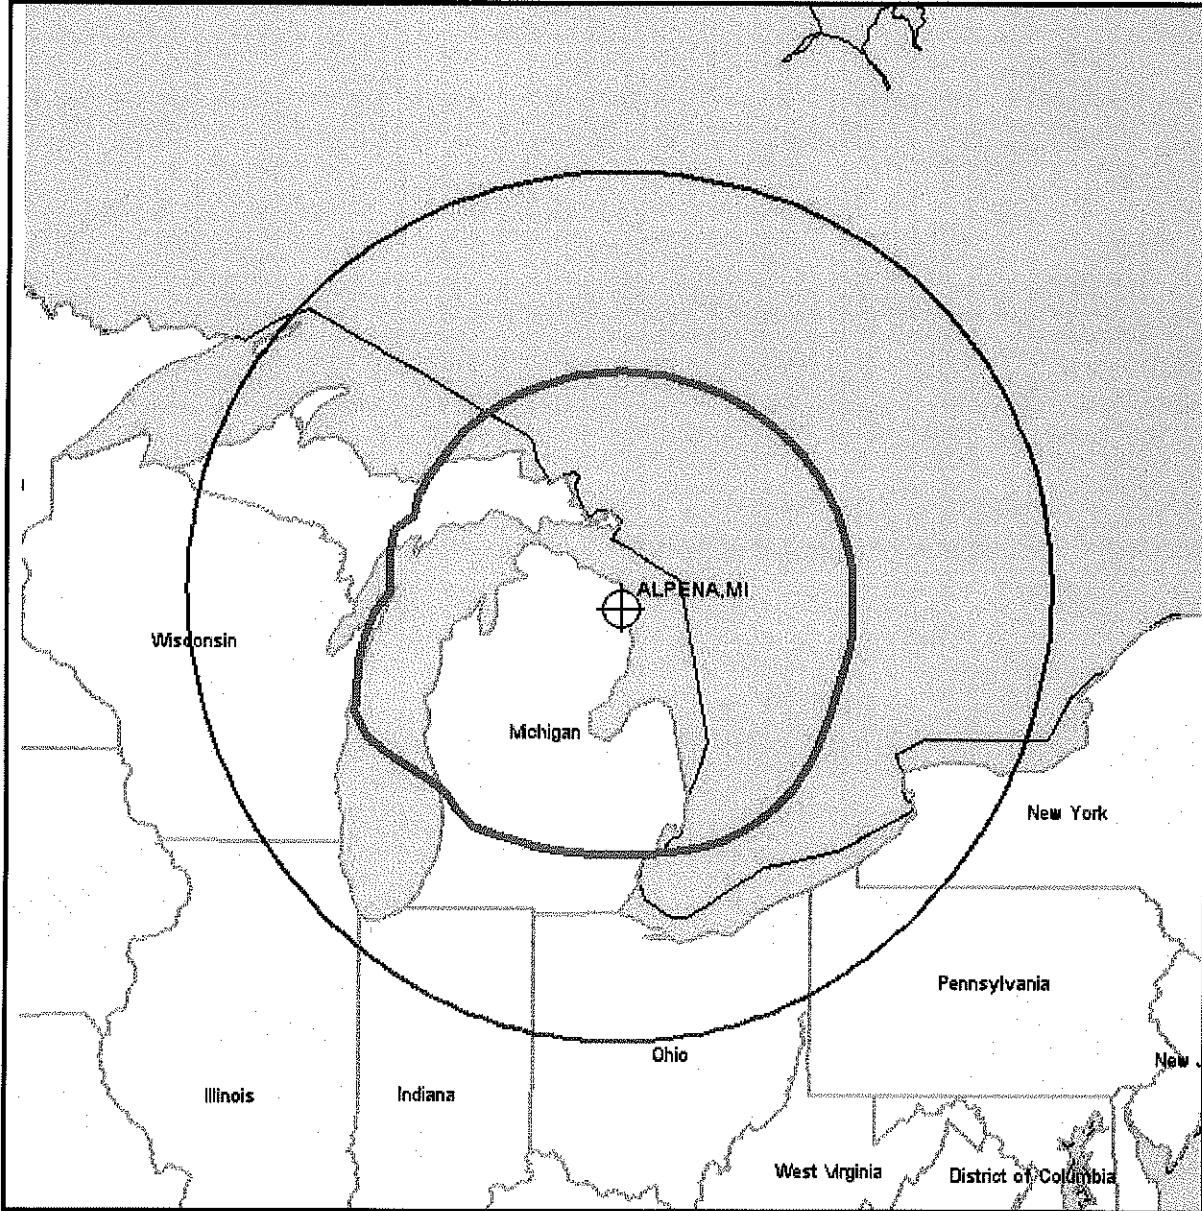 ALPENA,MI
Wisconsin
Michigan
New York
Pennsylvania
Ohio
New J
Illinois
Indiana
West Virginia
District of Columbia